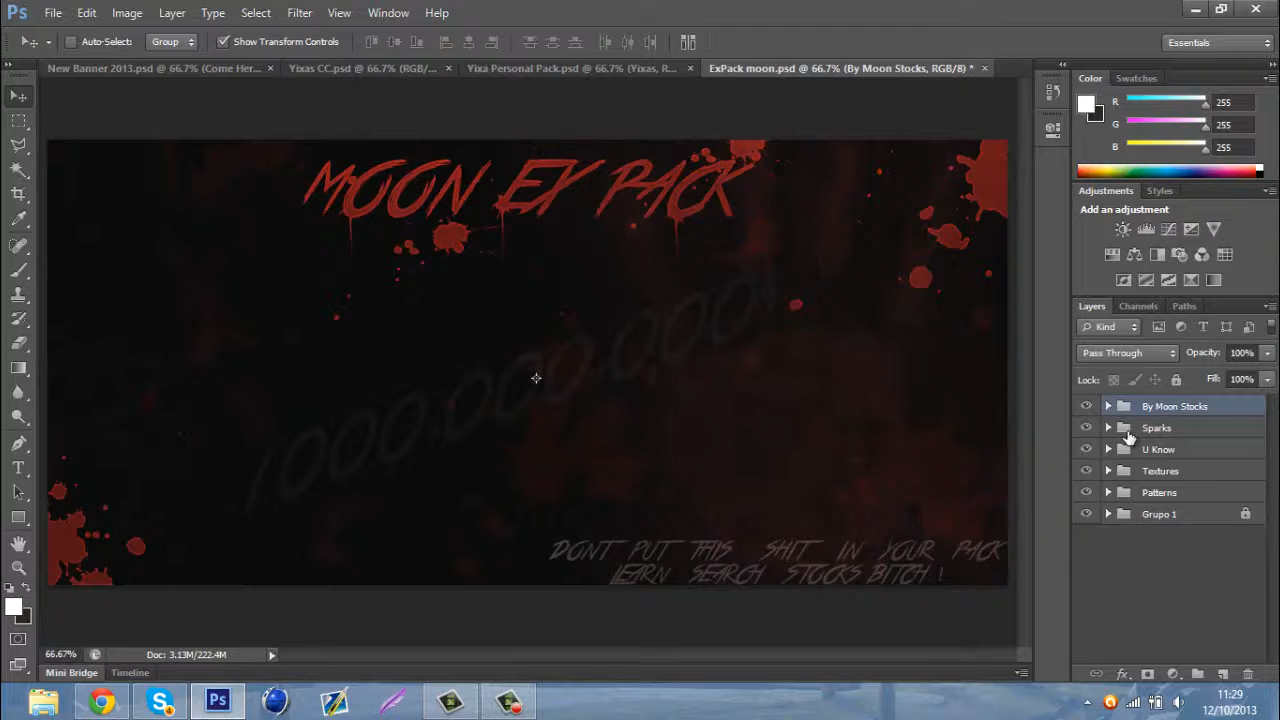 Ps File Edit Image Layer Type Select Filter View Window Help
Auto-Select: Group Show Transform Controls Essentials
New Banner 2013.psd @ 66.7% (Come Her... × Yixas CC.psd @ 66.7% (RGB/... × Yixa Personal Pack.psd @ 66.7% (Yixas, R... × ExPack moon.psd @ 66.7% (By Moon Stocks, RGB/8) * ×
Color Swatches
R 255
G 255
B 255
Adjustments Styles
Add an adjustment
MOON EX PACK
1000.000.000!
Layers Channels Paths
Kind
Pass Through Opacity: 100%
Lock: Fill: 100%
By Moon Stocks
Sparks
U Know
Textures
Patterns
Grupo 1
DONT PUT THIS SHIT IN YOUR PACK
LEARN SEARCH STOCKS BITCH !
66.67% Doc: 3.13M/222.4M
Mini Bridge Timeline
Ps
11:29
12/10/2013